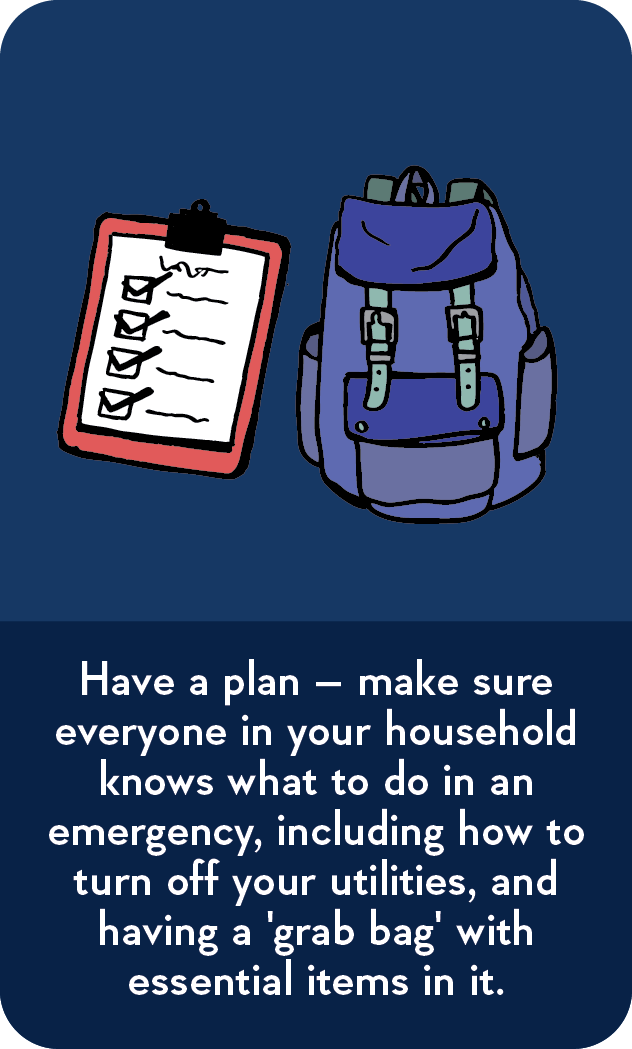 Have a plan – make sure
everyone in your household
knows what to do in an
emergency, including how to
turn off your utilities, and
having a 'grab bag' with
essential items in it.